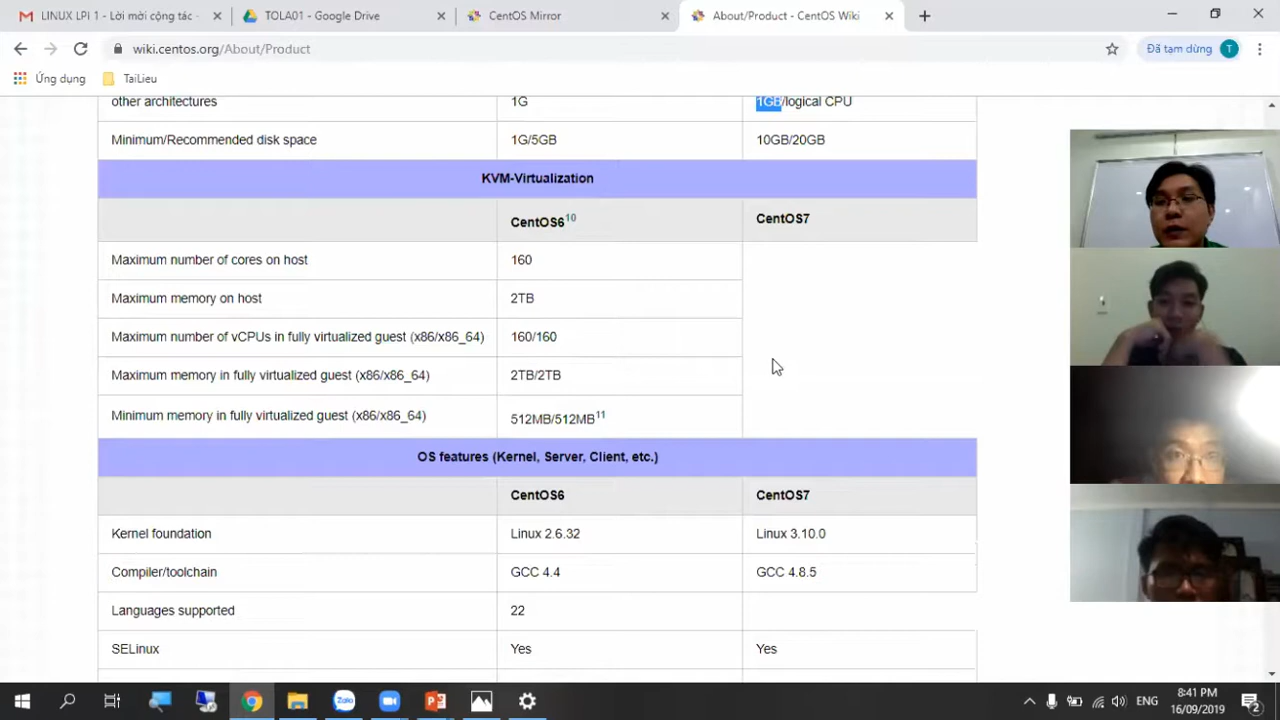 LINUX LPI 1 - Lời mời cộng tác -
TOLA01 - Google Drive
CentOS Mirror
About/Product - CentOS Wiki
wiki.centos.org/About/Product
Đã tạm dừng
T
Ứng dụng
TaiLieu
other architectures 1G 1GB/logical CPU
Minimum/Recommended disk space 1G/5GB 10GB/20GB
KVM-Virtualization
CentOS6¹⁰ CentOS7
Maximum number of cores on host 160
Maximum memory on host 2TB
Maximum number of vCPUs in fully virtualized guest (x86/x86_64) 160/160
Maximum memory in fully virtualized guest (x86/x86_64) 2TB/2TB
Minimum memory in fully virtualized guest (x86/x86_64) 512MB/512MB¹¹
OS features (Kernel, Server, Client, etc.)
CentOS6 CentOS7
Kernel foundation Linux 2.6.32 Linux 3.10.0
Compiler/toolchain GCC 4.4 GCC 4.8.5
Languages supported 22
SELinux Yes Yes
Zalo
ENG
8:41 PM
16/09/2019
2